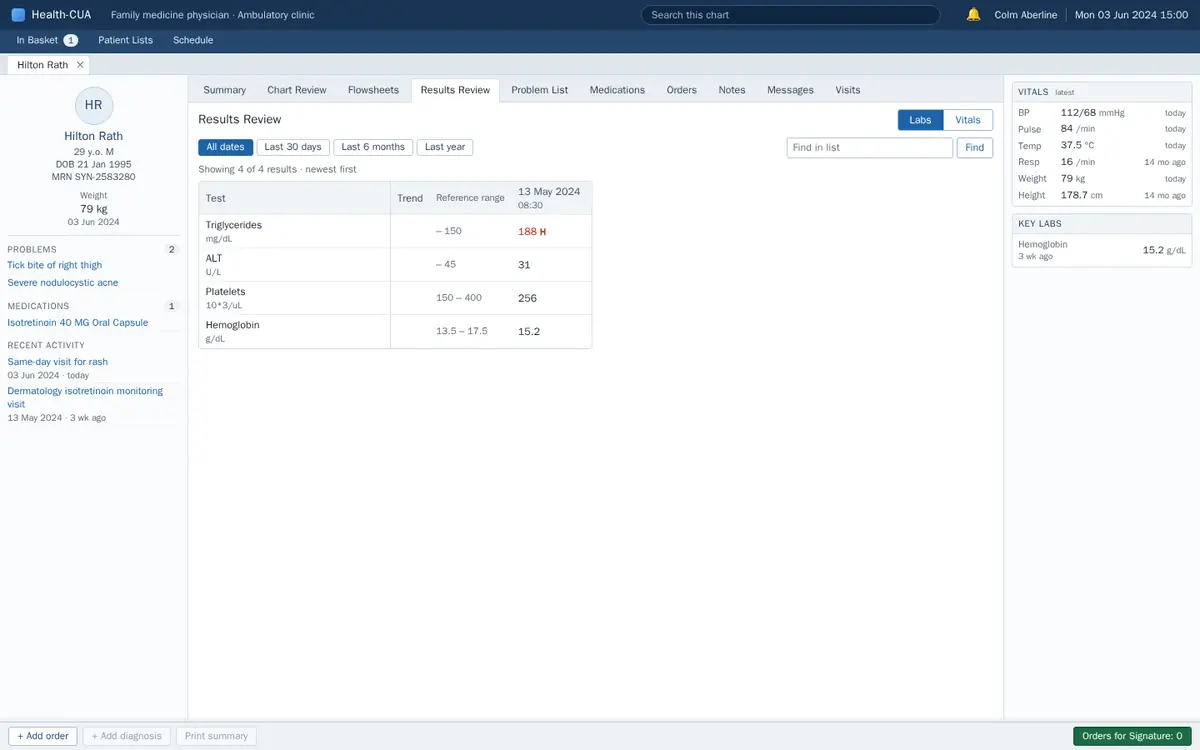 Health-CUA
Family medicine physician · Ambulatory clinic
Search this chart
Colm Aberline
Mon 03 Jun 2024 15:00
In Basket 1
Patient Lists
Schedule
Hilton Rath ✕
HR
Hilton Rath
29 y.o. M
DOB 21 Jan 1995
MRN SYN-2583280
Weight
79 kg
03 Jun 2024
PROBLEMS 2
Tick bite of right thigh
Severe nodulocystic acne
MEDICATIONS 1
Isotretinoin 40 MG Oral Capsule
RECENT ACTIVITY
Same-day visit for rash
03 Jun 2024 · today
Dermatology isotretinoin monitoring
visit
13 May 2024 · 3 wk ago
Summary
Chart Review
Flowsheets
Results Review
Problem List
Medications
Orders
Notes
Messages
Visits
Results Review
Labs
Vitals
All dates
Last 30 days
Last 6 months
Last year
Find in list
Find
Showing 4 of 4 results · newest first
Test Trend Reference range 13 May 2024
08:30
Triglycerides
mg/dL
– 150 188 H
ALT
U/L
– 45 31
Platelets
10*3/uL
150 – 400 256
Hemoglobin
g/dL
13.5 – 17.5 15.2
VITALS latest
BP 112/68 mmHg today
Pulse 84 /min today
Temp 37.5 °C today
Resp 16 /min 14 mo ago
Weight 79 kg today
Height 178.7 cm 14 mo ago
KEY LABS
Hemoglobin
3 wk ago
15.2 g/dL
+ Add order
+ Add diagnosis
Print summary
Orders for Signature: 0